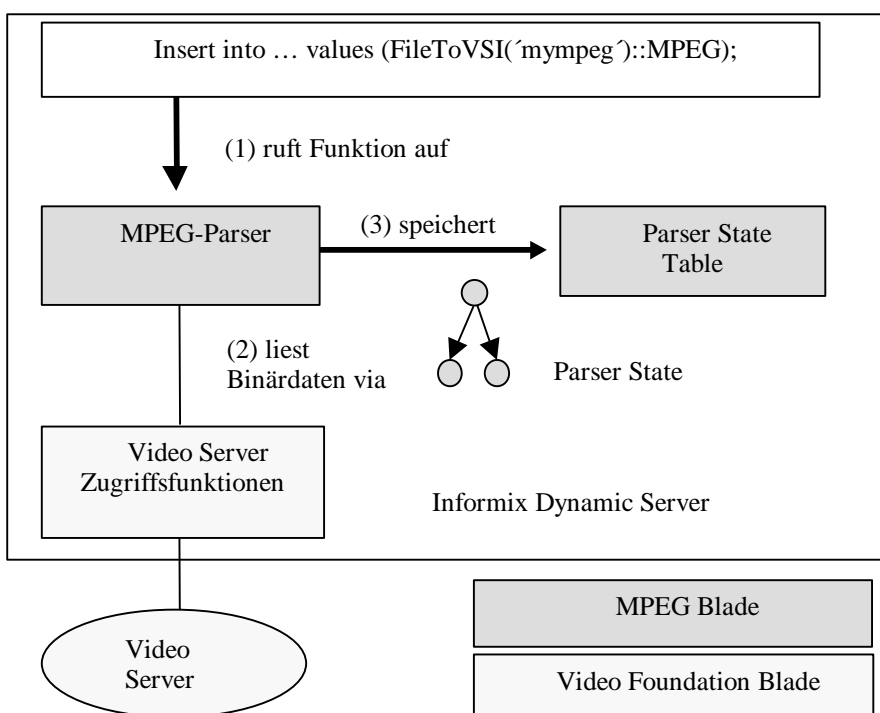 Insert into … values (FileToVSI(´mympeg´)::MPEG);
(1) ruft Funktion auf
MPEG-Parser
(3) speichert
Parser State
Table
(2) liest
Binärdaten via
Parser State
Video Server
Zugriffsfunktionen
Informix Dynamic Server
Video
Server
MPEG Blade
Video Foundation Blade